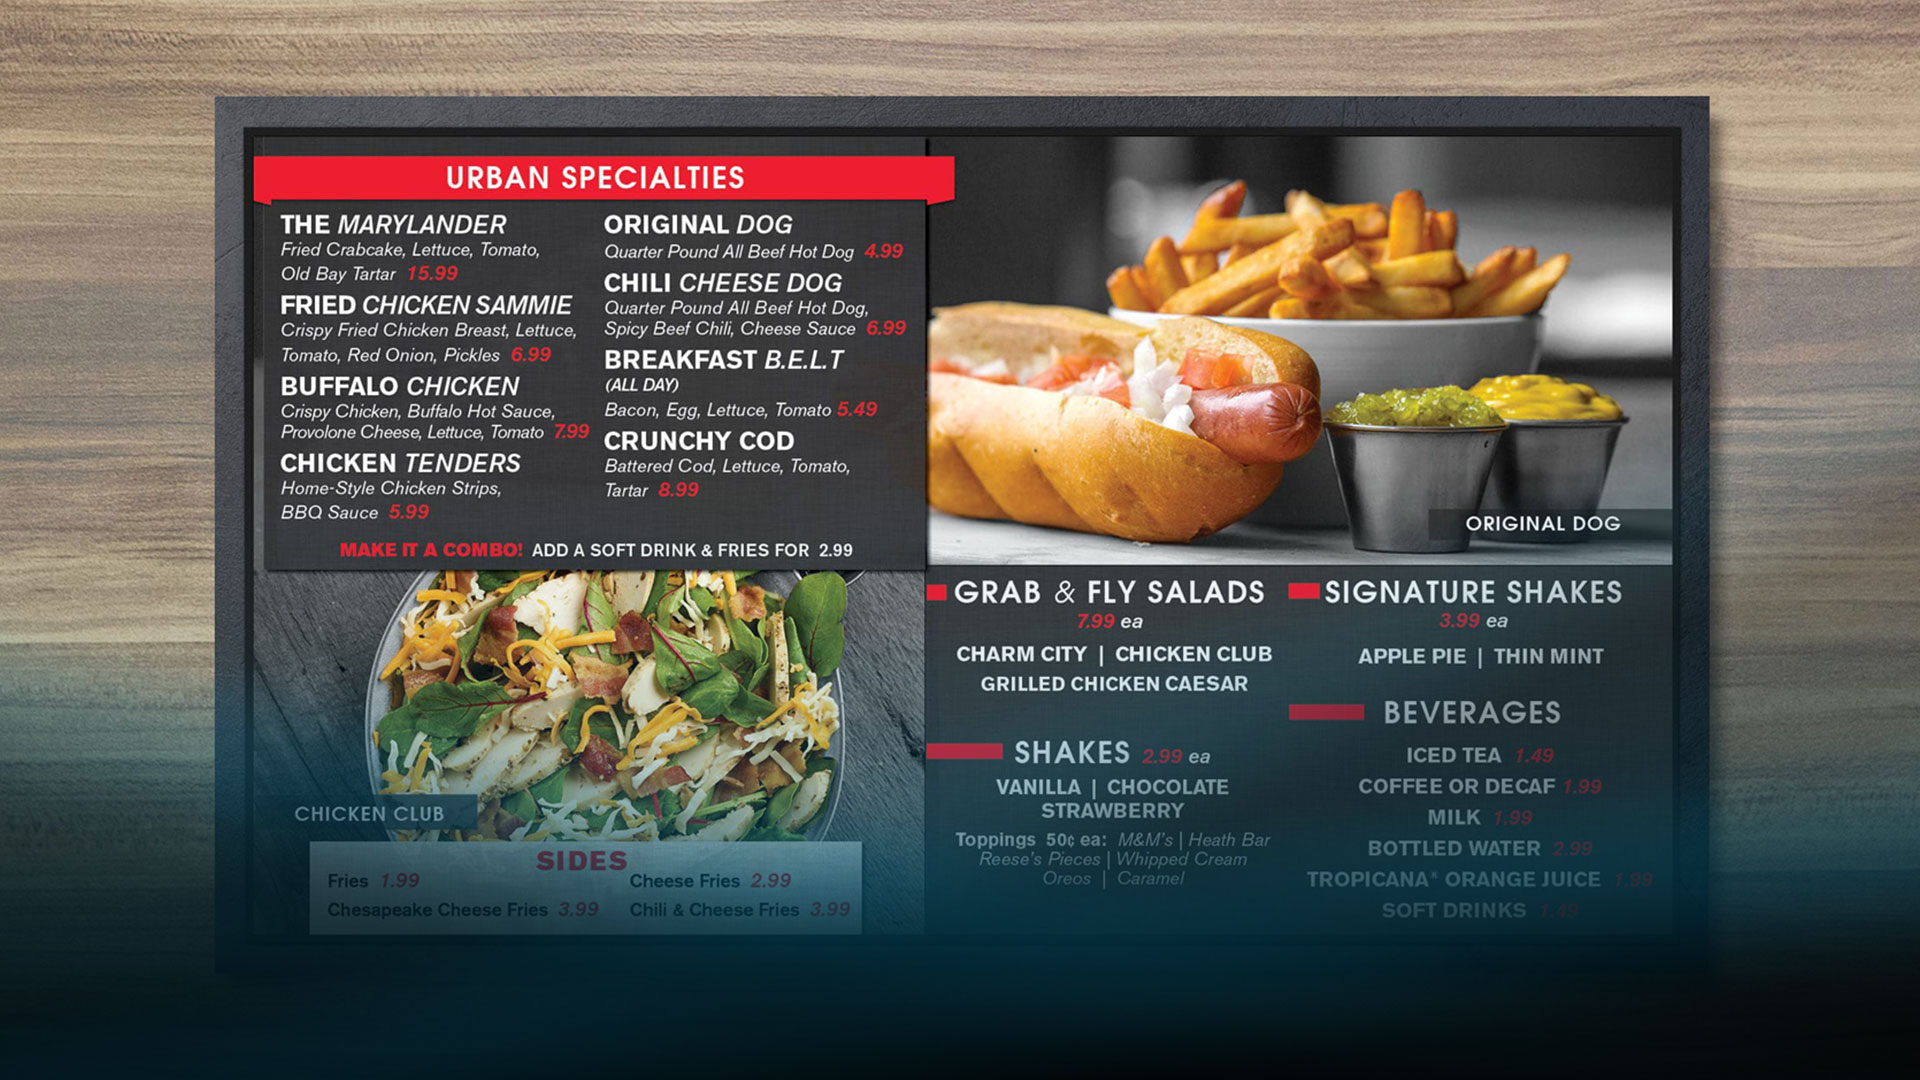 URBAN SPECIALTIES
THE MARYLANDER
Fried Crabcake, Lettuce, Tomato,
Old Bay Tartar 15.99
FRIED CHICKEN SAMMIE
Crispy Fried Chicken Breast, Lettuce,
Tomato, Red Onion, Pickles 6.99
BUFFALO CHICKEN
Crispy Chicken, Buffalo Hot Sauce,
Provolone Cheese, Lettuce, Tomato 7.99
CHICKEN TENDERS
Home-Style Chicken Strips,
BBQ Sauce 5.99
ORIGINAL DOG
Quarter Pound All Beef Hot Dog 4.99
CHILI CHEESE DOG
Quarter Pound All Beef Hot Dog,
Spicy Beef Chili, Cheese Sauce 6.99
BREAKFAST B.E.L.T
(ALL DAY)
Bacon, Egg, Lettuce, Tomato 5.49
CRUNCHY COD
Battered Cod, Lettuce, Tomato,
Tartar 8.99
MAKE IT A COMBO! ADD A SOFT DRINK & FRIES FOR 2.99
CHICKEN CLUB
SIDES
Fries 1.99
Cheese Fries 2.99
Chesapeake Cheese Fries 3.99
Chili & Cheese Fries 3.99
ORIGINAL DOG
GRAB & FLY SALADS
7.99 ea
CHARM CITY | CHICKEN CLUB
GRILLED CHICKEN CAESAR
SHAKES 2.99 ea
VANILLA | CHOCOLATE
STRAWBERRY
Toppings 50¢ ea: M&M's | Heath Bar
Reese's Pieces | Whipped Cream
Oreos | Caramel
SIGNATURE SHAKES
3.99 ea
APPLE PIE | THIN MINT
BEVERAGES
ICED TEA 1.49
COFFEE OR DECAF 1.99
MILK 1.99
BOTTLED WATER 2.99
TROPICANA® ORANGE JUICE 1.99
SOFT DRINKS 1.49